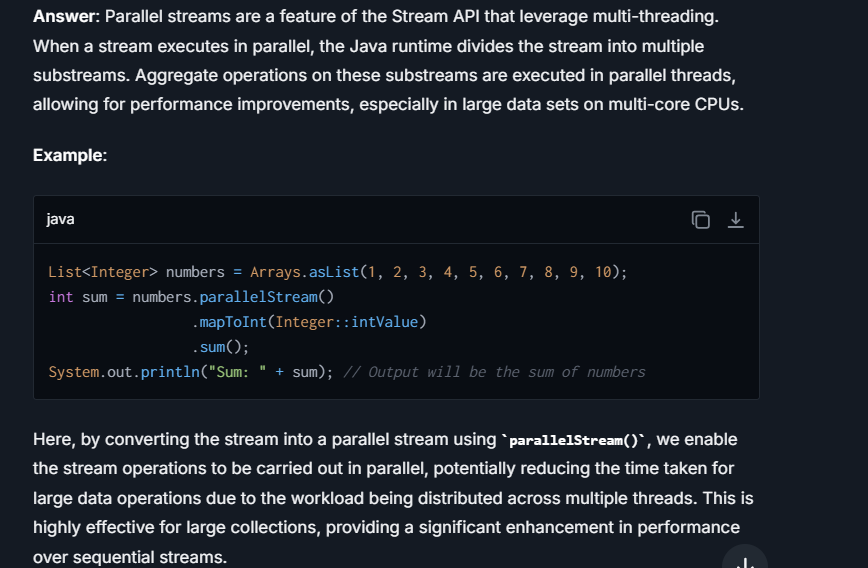 Answer: Parallel streams are a feature of the Stream API that leverage multi-threading.
When a stream executes in parallel, the Java runtime divides the stream into multiple
substreams. Aggregate operations on these substreams are executed in parallel threads,
allowing for performance improvements, especially in large data sets on multi-core CPUs.
Example:
java
List<Integer> numbers = Arrays.asList(1, 2, 3, 4, 5, 6, 7, 8, 9, 10);
int sum = numbers.parallelStream()
.mapToInt(Integer::intValue)
.sum();
System.out.println("Sum: " + sum); // Output will be the sum of numbers
Here, by converting the stream into a parallel stream using `parallelStream()`, we enable
the stream operations to be carried out in parallel, potentially reducing the time taken for
large data operations due to the workload being distributed across multiple threads. This is
highly effective for large collections, providing a significant enhancement in performance
over sequential streams.